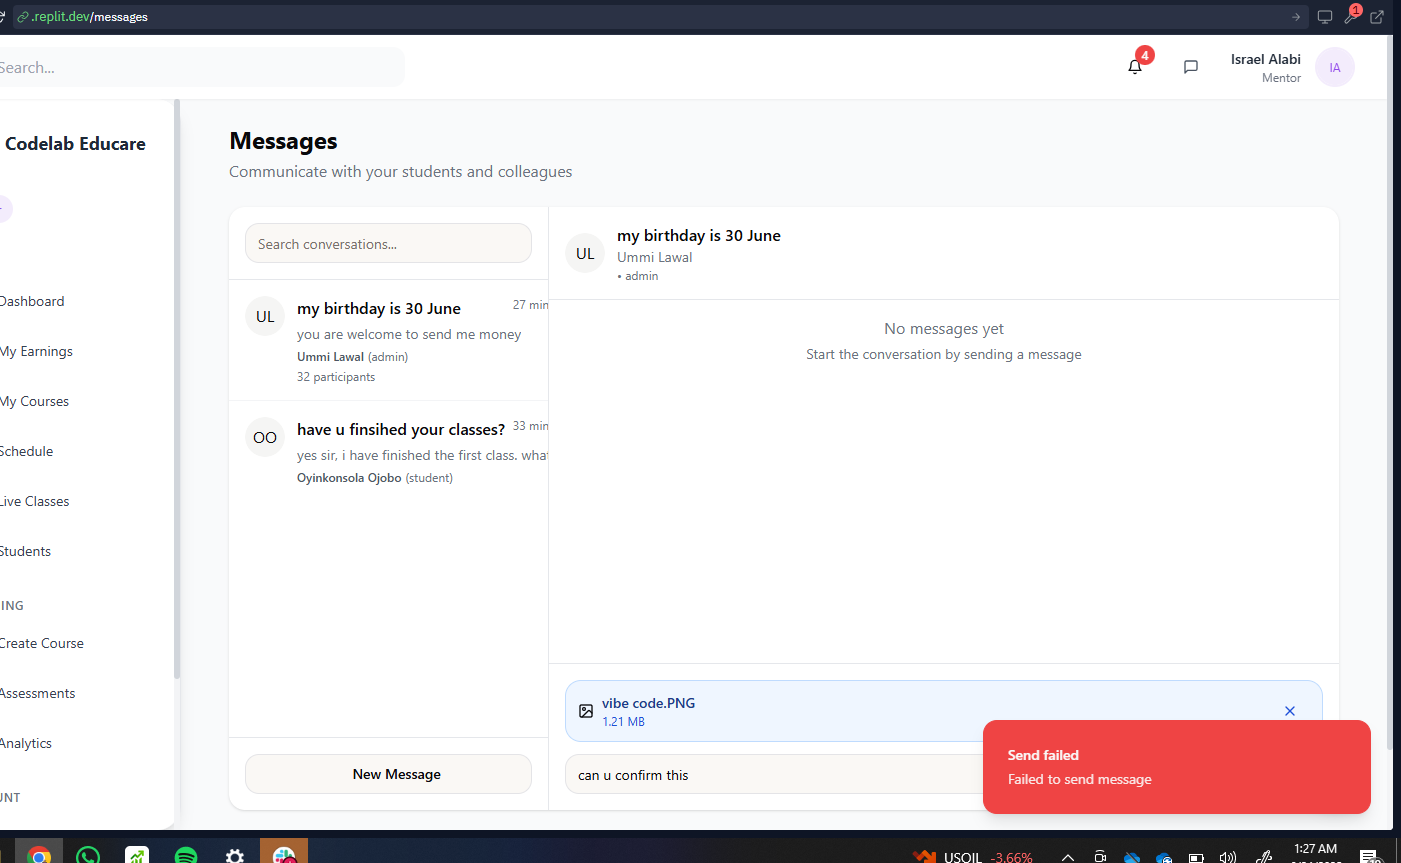 .replit.dev/messages
1
Search...
4
Israel Alabi
Mentor
IA
Codelab Educare
Dashboard
My Earnings
My Courses
Schedule
Live Classes
Students
ING
Create Course
Assessments
Analytics
UNT
Messages
Communicate with your students and colleagues
Search conversations...
UL
my birthday is 30 June
27 min
you are welcome to send me money
Ummi Lawal (admin)
32 participants
OO
have u finsihed your classes?
33 min
yes sir, i have finished the first class. what
Oyinkonsola Ojobo (student)
New Message
UL
my birthday is 30 June
Ummi Lawal
• admin
No messages yet
Start the conversation by sending a message
vibe code.PNG
1.21 MB
can u confirm this
Send failed
Failed to send message
USOIL -3.66%
1:27 AM